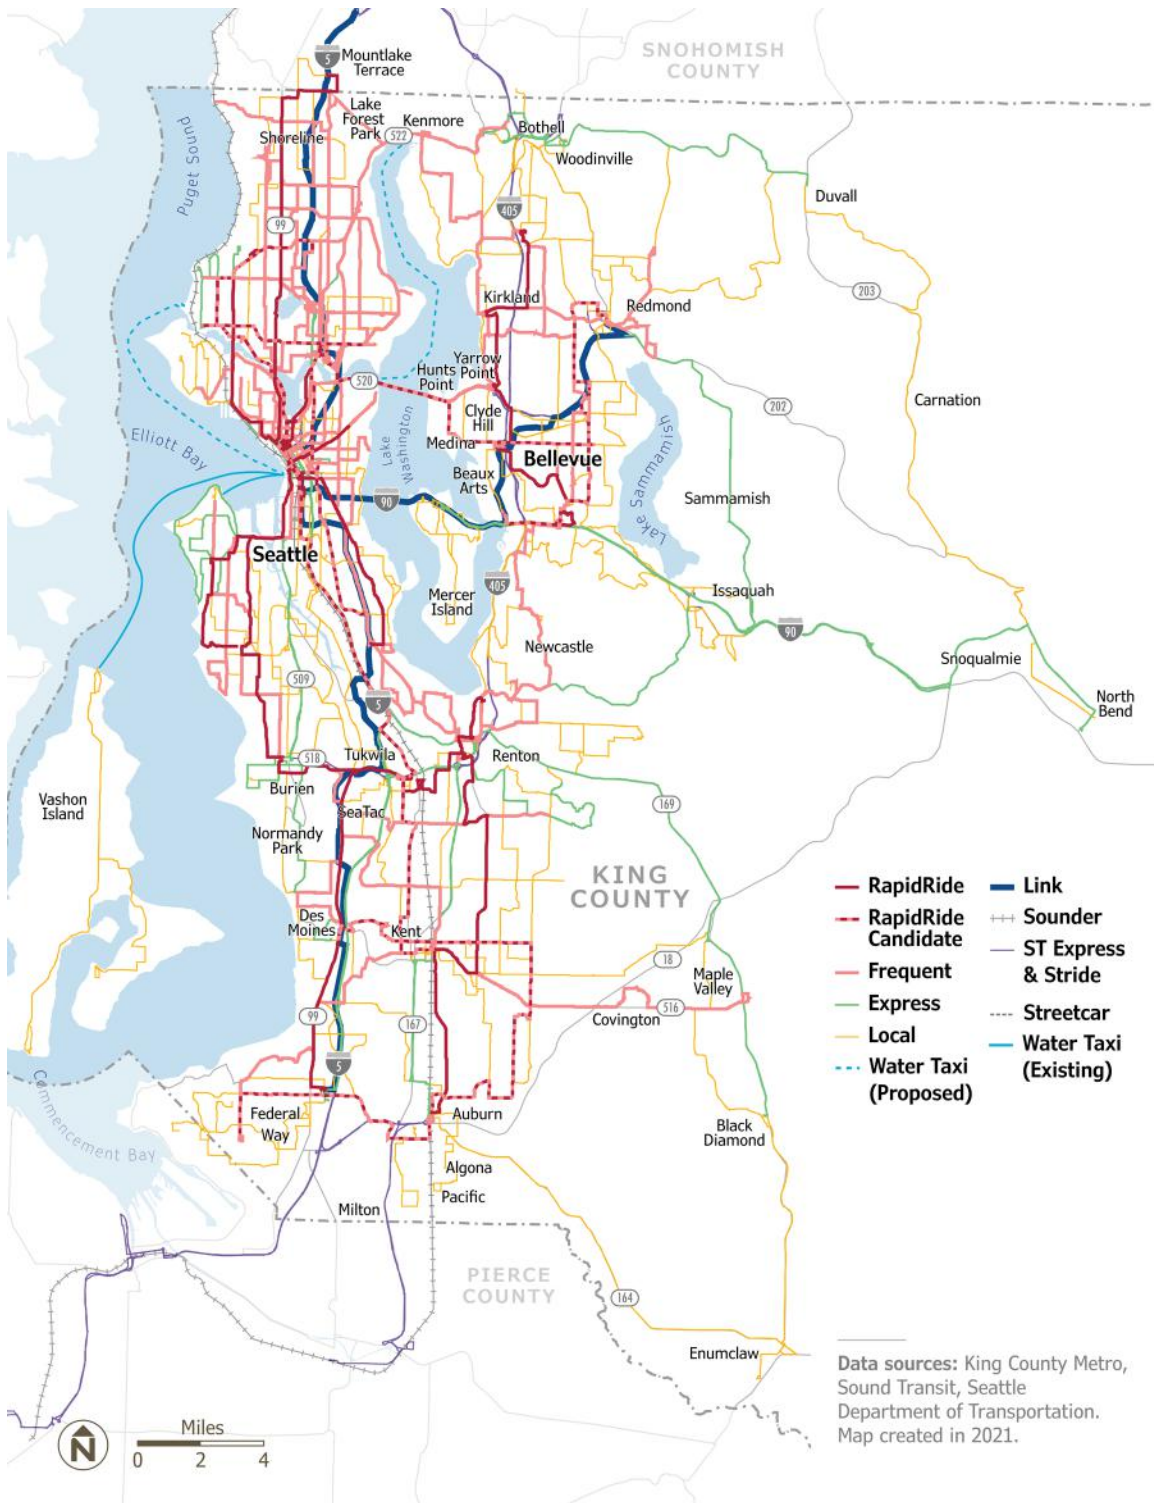 SNOHOMISH
COUNTY
5
Mountlake
Terrace
Lake
Forest
Park
Kenmore
522
Shoreline
Bothell
Woodinville
Puget Sound
Duvall
405
99
203
Kirkland
Redmond
Yarrow
Point
Hunts
Point
520
202
Carnation
Clyde
Hill
Medina
Elliott Bay
Lake
Washington
Bellevue
Beaux
Arts
Lake Sammamish
Sammamish
90
Seattle
405
Mercer
Island
Issaquah
90
Newcastle
Snoqualmie
509
5
North
Bend
518
Tukwila
Renton
Burien
Vashon
Island
SeaTac
169
Normandy
Park
KING
COUNTY
Des
Moines
Kent
18
Maple
Valley
99
167
516
Covington
5
Commencement Bay
Federal
Way
Auburn
Black
Diamond
Algona
Pacific
Milton
PIERCE
COUNTY
164
Enumclaw
RapidRide
RapidRide
Candidate
Frequent
Express
Local
Water Taxi
(Proposed)
Link
Sounder
ST Express
& Stride
Streetcar
Water Taxi
(Existing)
Data sources: King County Metro,
Sound Transit, Seattle
Department of Transportation.
Map created in 2021.
N
Miles
0 2 4